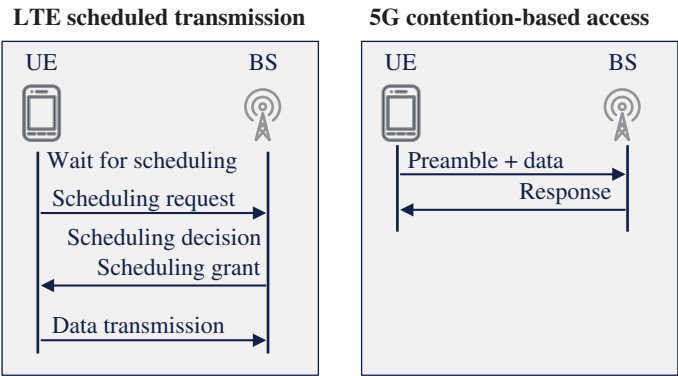 LTE scheduled transmission
UE
BS
Wait for scheduling
Scheduling request
Scheduling decision
Scheduling grant
Data transmission
5G contention-based access
UE
BS
Preamble + data
Response